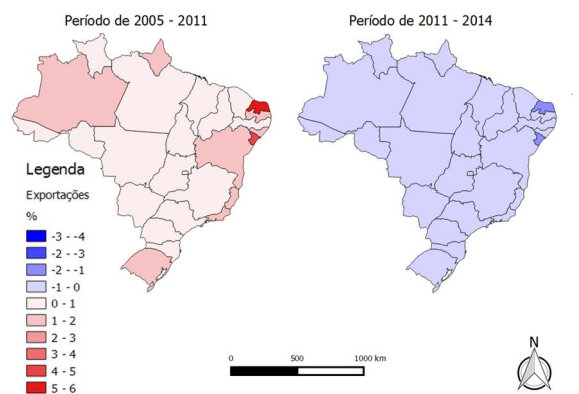 Período de 2005 - 2011
Período de 2011 - 2014
Legenda
Exportações
%
-3 - -4
-2 - -3
-2 - -1
-1 - 0
0 - 1
1 - 2
2 - 3
3 - 4
4 - 5
5 - 6
0 500 1000 km
N